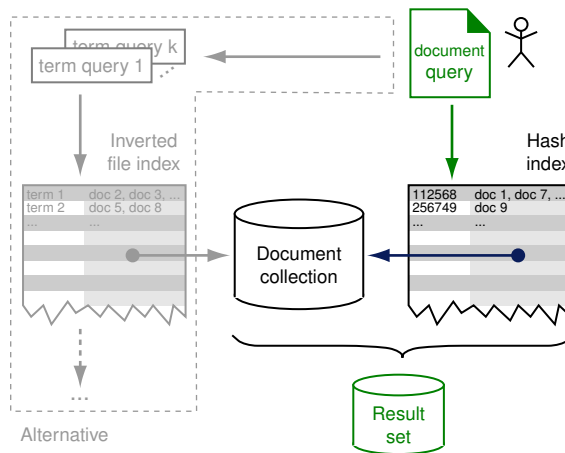 term query k
term query 1
...
document
query
Inverted
file index
Hash
index
term 1 doc 2, doc 3, ...
term 2 doc 5, doc 8
... ...
112568 doc 1, doc 7, ...
256749 doc 9
... ...
Document
collection
...
Result
set
Alternative